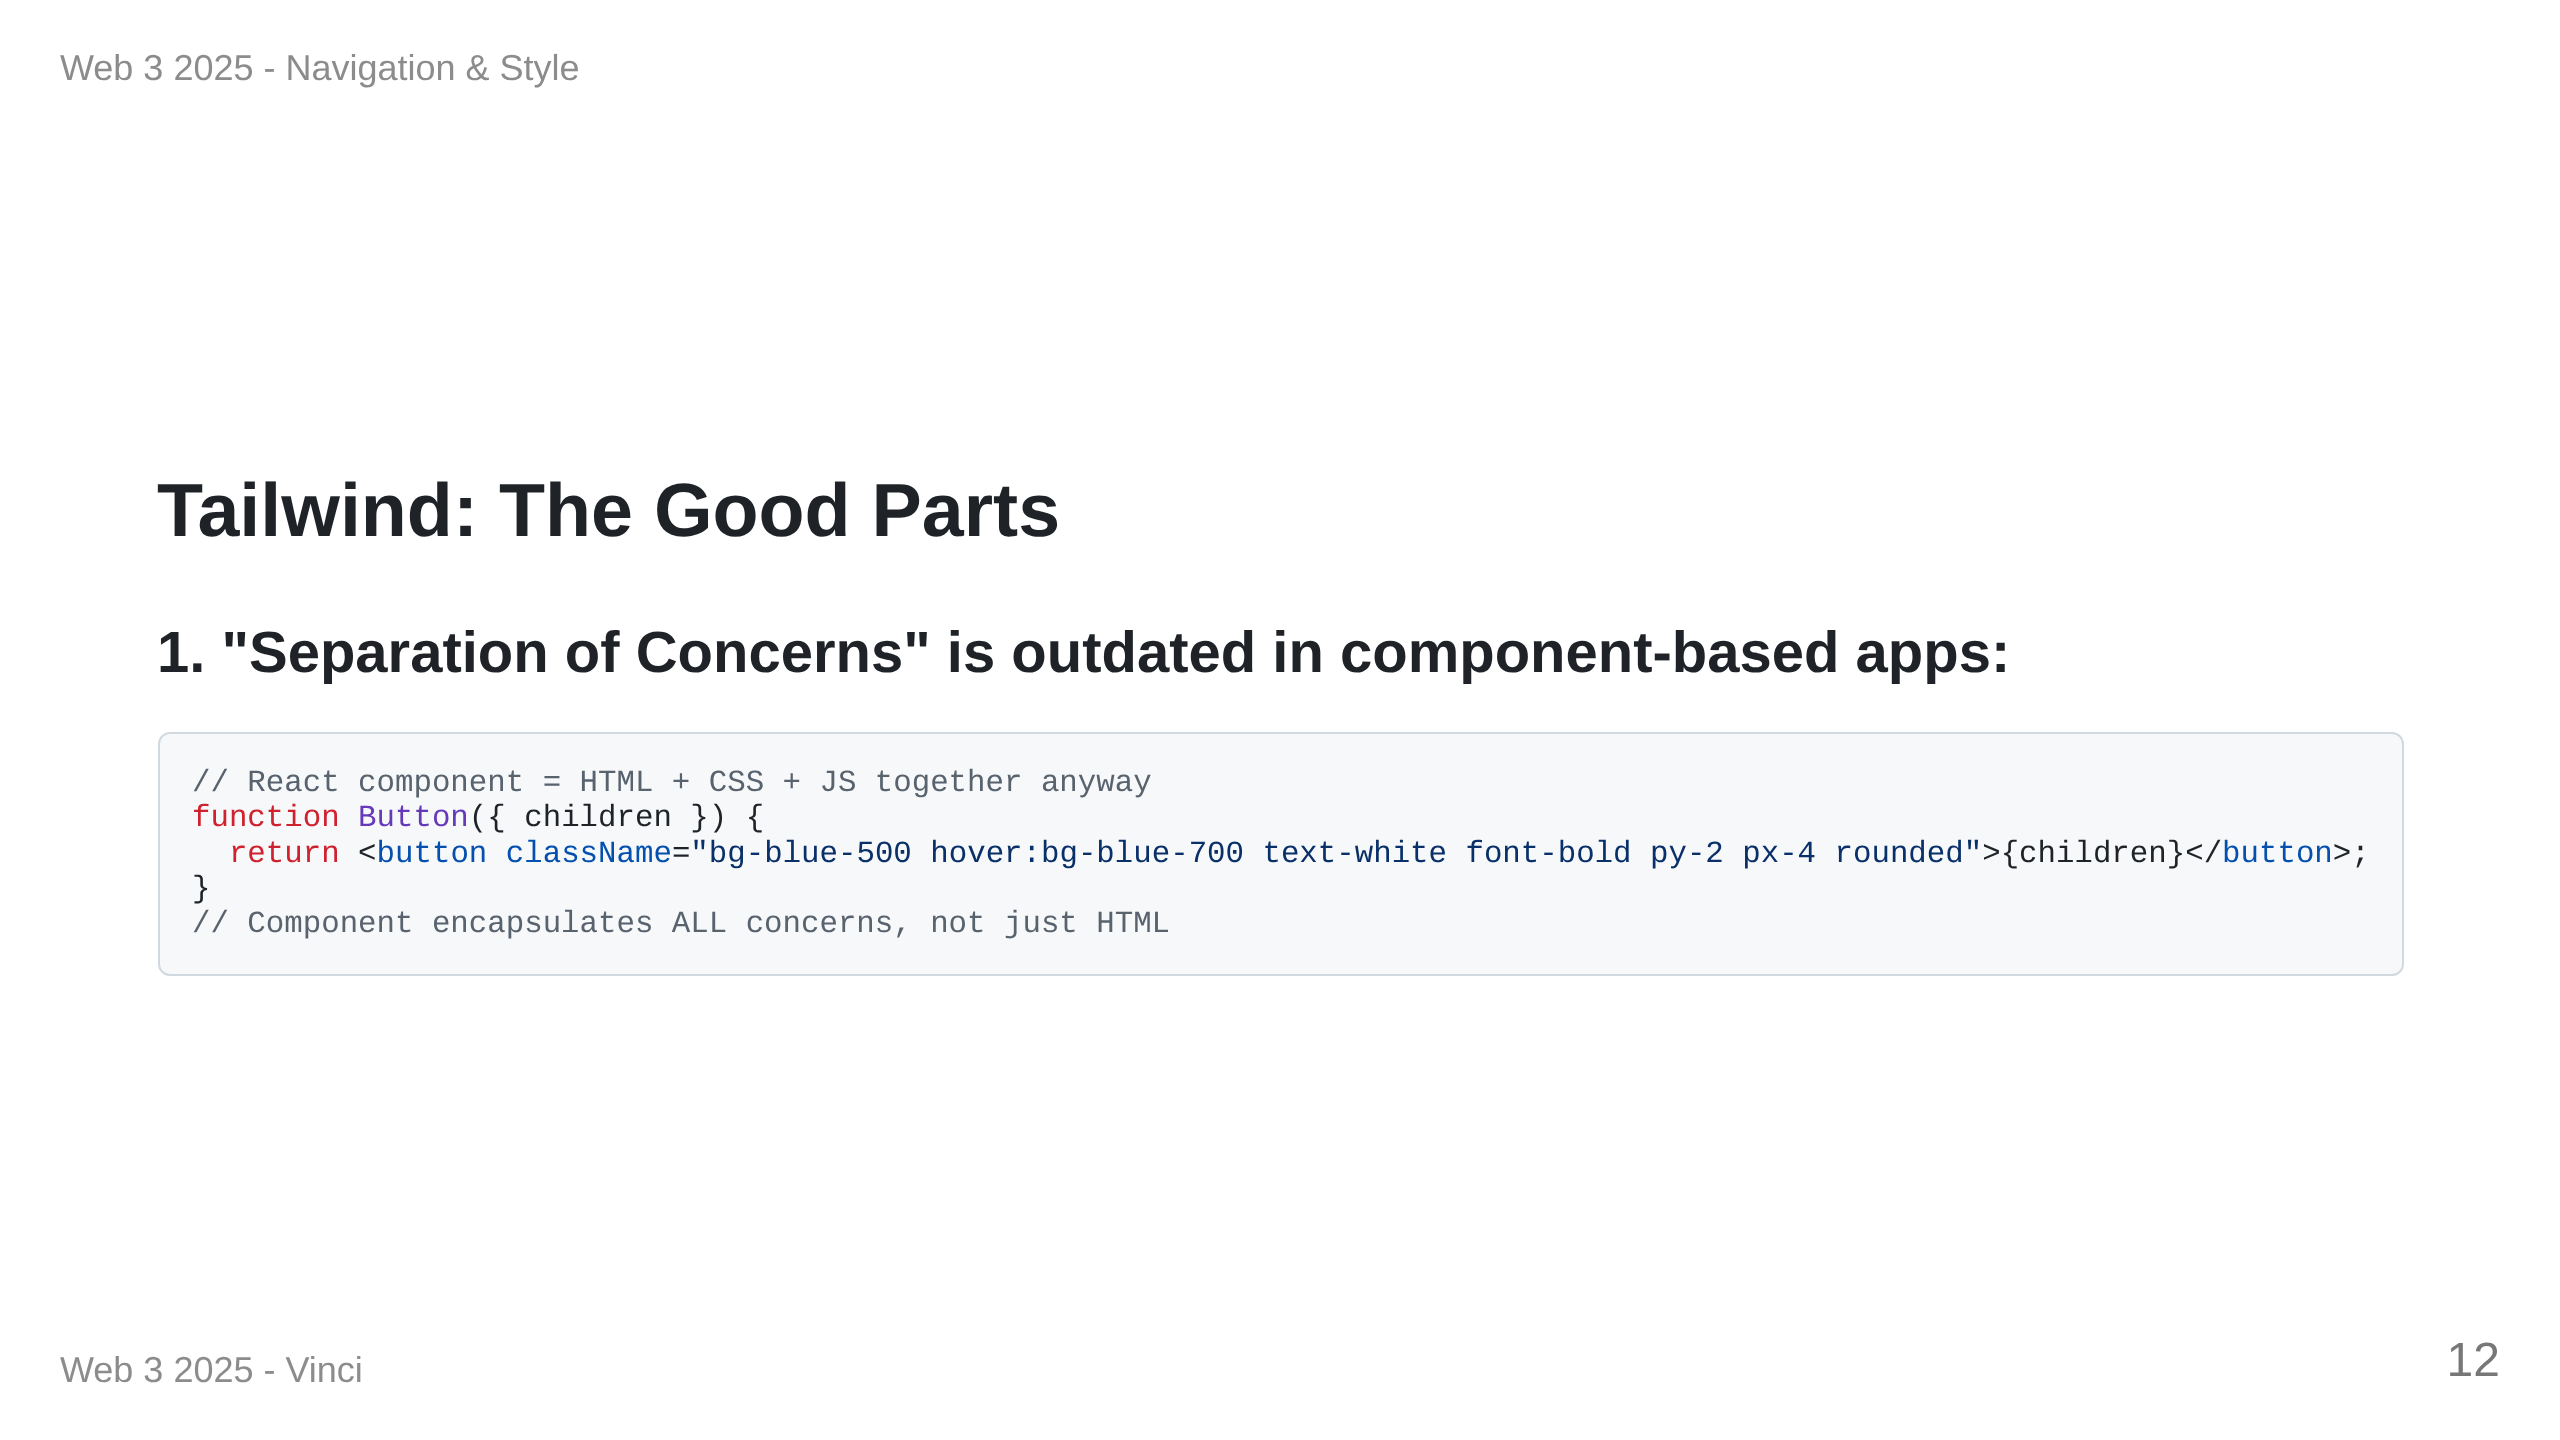 Web 3 2025 - Navigation & Style
Tailwind: The Good Parts
1. "Separation of Concerns" is outdated in component-based apps:
// React component = HTML + CSS + JS together anyway
function Button({ children }) {
  return <button className="bg-blue-500 hover:bg-blue-700 text-white font-bold py-2 px-4 rounded">{children}</button>;
}
// Component encapsulates ALL concerns, not just HTML
Web 3 2025 - Vinci
12